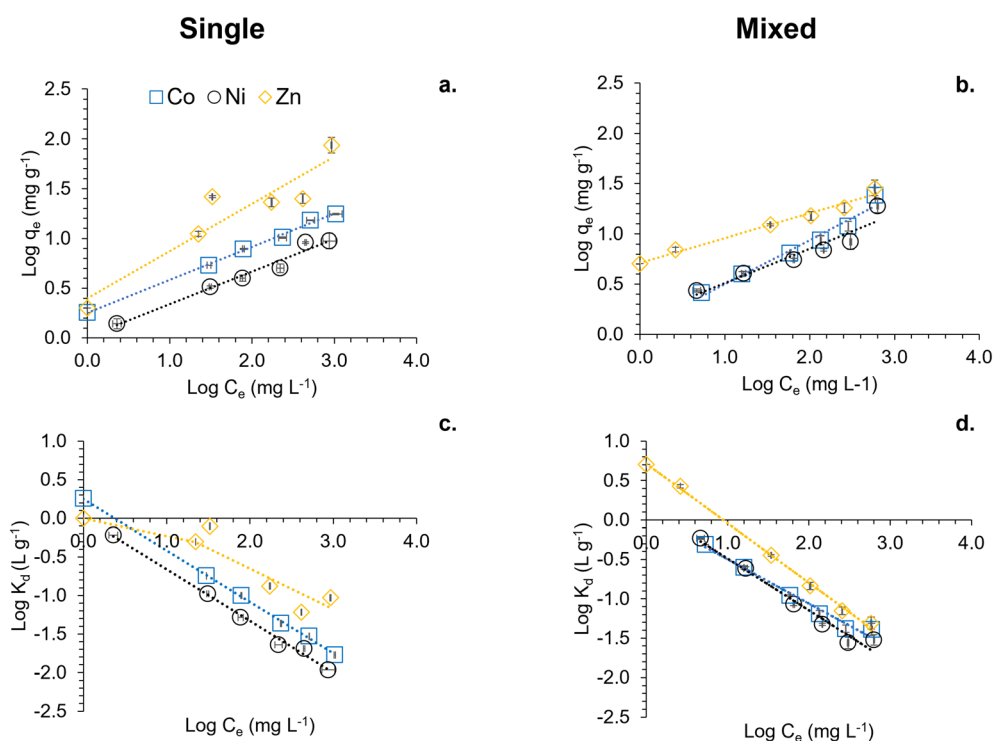 Single
Mixed
a.
b.
Co Ni Zn
Log qe (mg g-1)
2.5
2.0
1.5
1.0
0.5
0.0
0.0 1.0 2.0 3.0 4.0
Log Ce (mg L-1)
Log qe (mg g-1)
2.5
2.0
1.5
1.0
0.5
0.0
0.0 1.0 2.0 3.0 4.0
Log Ce (mg L-1)
c.
d.
Log Kd (L g-1)
1.0
0.5
0.0
-0.5
-1.0
-1.5
-2.0
-2.5
0.0 1.0 2.0 3.0 4.0
Log Ce (mg L-1)
Log Kd (L g-1)
1.0
0.5
0.0
-0.5
-1.0
-1.5
-2.0
-2.5
0.0 1.0 2.0 3.0 4.0
Log Ce (mg L-1)